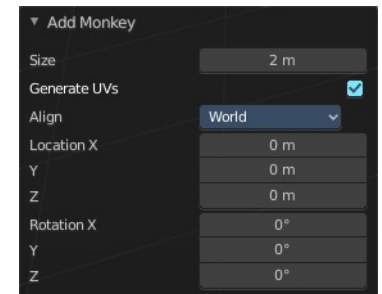 Add Monkey
Size 2 m
Generate UVs
Align World
Location X 0 m
Y 0 m
Z 0 m
Rotation X 0°
Y 0°
Z 0°